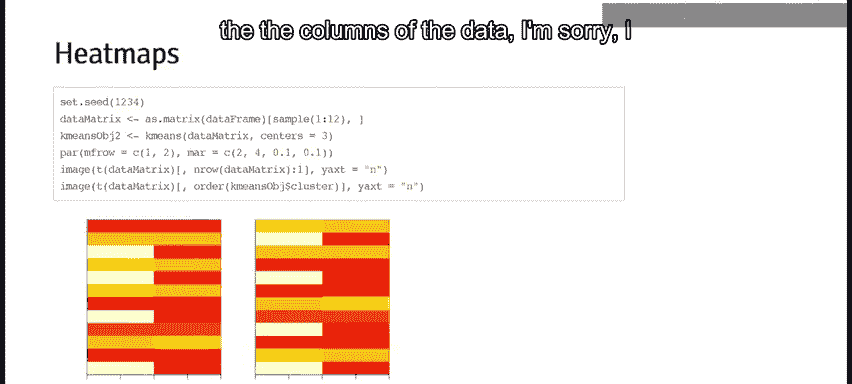 the the columns of the data, I'm sorry, I
Heatmaps
set.seed(1234)
dataMatrix <- as.matrix(dataFrame)[sample(1:12), ]
kmeansObj2 <- kmeans(dataMatrix, centers = 3)
par(mfrow = c(1, 2), mar = c(2, 4, 0.1, 0.1))
image(t(dataMatrix)[, nrow(dataMatrix):1], yaxt = "n")
image(t(dataMatrix)[, order(kmeansObj$cluster)], yaxt = "n")